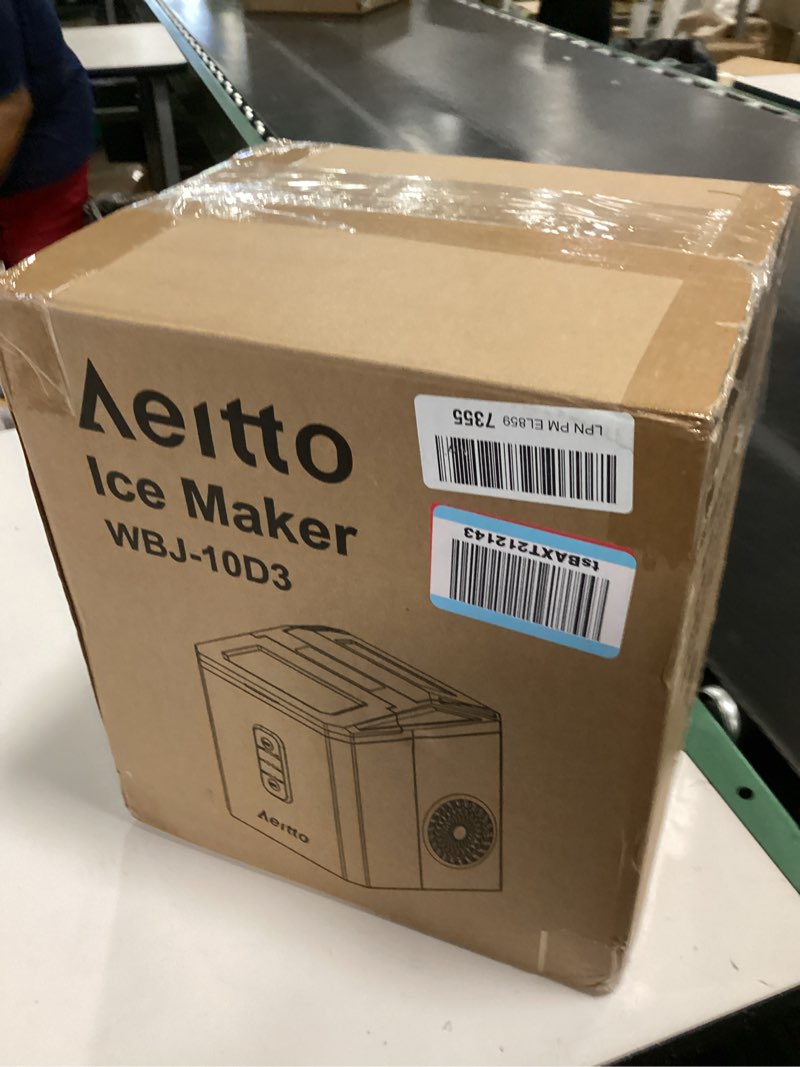 Aeitto
Ice Maker
WBJ-10D3
LPN PM EL859 7355
tsBAXT212143
Aeitto